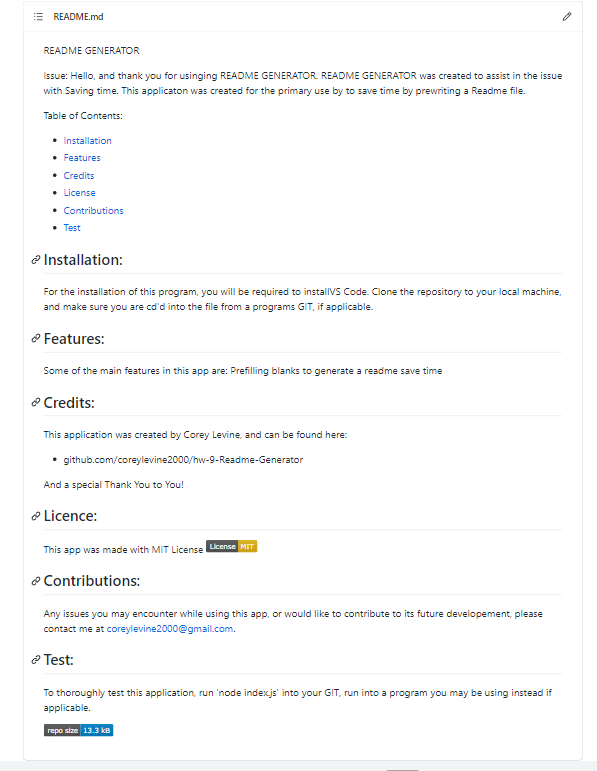 README.md
README GENERATOR
Issue: Hello, and thank you for usinging README GENERATOR. README GENERATOR was created to assist in the issue
with Saving time. This applicaton was created for the primary use by to save time by prewriting a Readme file.
Table of Contents:
Installation
Features
Credits
License
Contributions
Test
Installation:
For the installation of this program, you will be required to installVS Code. Clone the repository to your local machine,
and make sure you are cd'd into the file from a programs GIT, if applicable.
Features:
Some of the main features in this app are: Prefilling blanks to generate a readme save time
Credits:
This application was created by Corey Levine, and can be found here:
github.com/coreylevine2000/hw-9-Readme-Generator
And a special Thank You to You!
Licence:
This app was made with MIT License License MIT
Contributions:
Any issues you may encounter while using this app, or would like to contribute to its future developement, please
contact me at coreylevine2000@gmail.com.
Test:
To thoroughly test this application, run 'node index.js' into your GIT, run into a program you may be using instead if
applicable.
repo size 13.3 kB